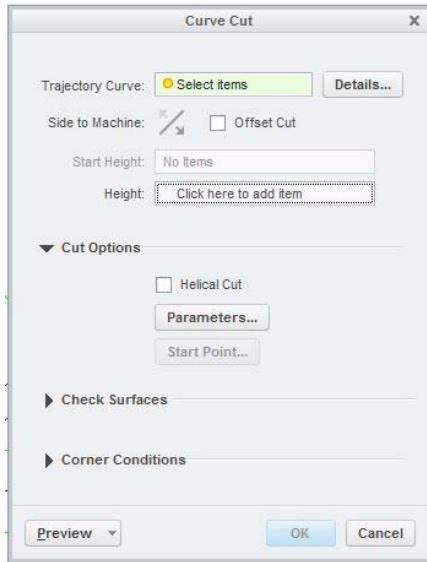 Curve Cut x
Trajectory Curve: Select items Details...
Side to Machine: Offset Cut
Start Height: No Items
Height: Click here to add item
Cut Options
Helical Cut
Parameters...
Start Point...
Check Surfaces
Corner Conditions
Preview OK Cancel